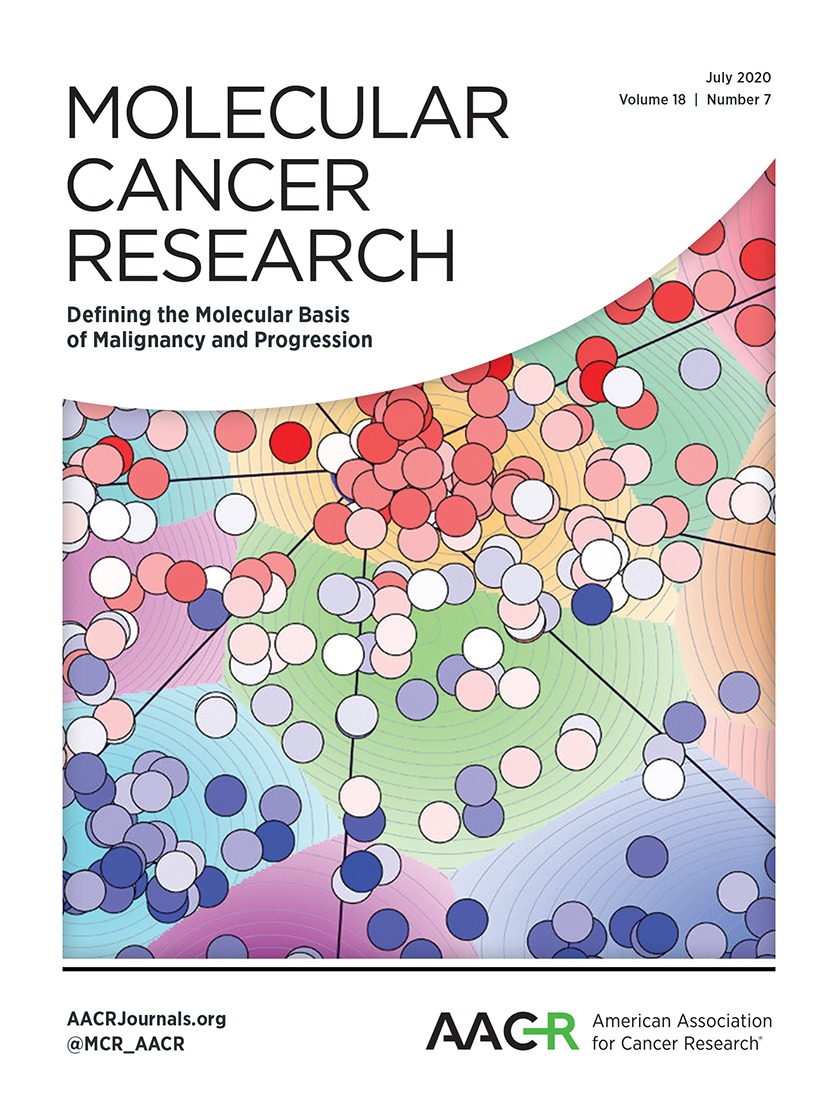 July 2020
Volume 18 | Number 7
MOLECULAR
CANCER
RESEARCH
Defining the Molecular Basis
of Malignancy and Progression
AACRJournals.org
@MCR_AACR
AACR
American Association
for Cancer Research®